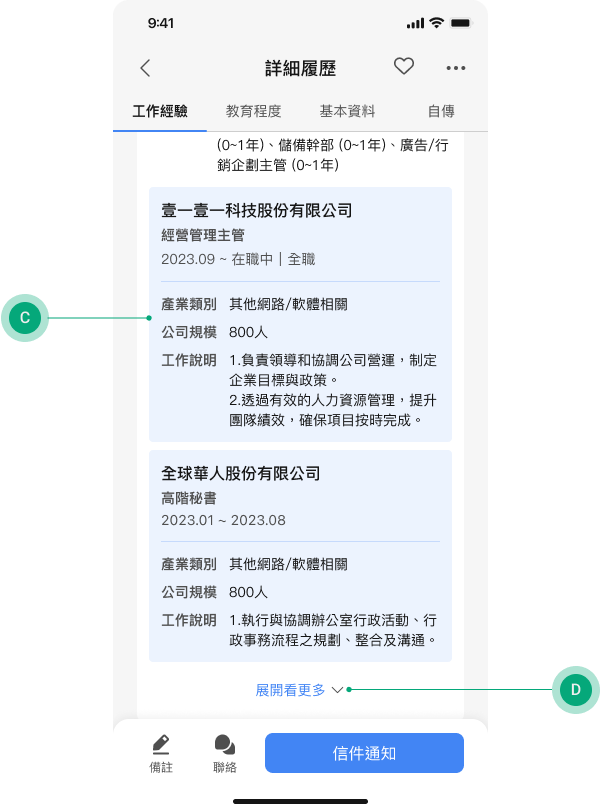 9:41
詳細履歷
工作經驗 教育程度 基本資料 自傳
(0~1年)、儲備幹部 (0~1年)、廣告/行
銷企劃主管 (0~1年)
壹一壹一科技股份有限公司
經營管理主管
2023.09 ~ 在職中｜全職
產業類別 其他網路/軟體相關
公司規模 800人
工作說明 1.負責領導和協調公司營運，制定
企業目標與政策。
2.透過有效的人力資源管理，提升
團隊績效，確保項目按時完成。
C
全球華人股份有限公司
高階秘書
2023.01 ~ 2023.08
產業類別 其他網路/軟體相關
公司規模 800人
工作說明 1.執行與協調辦公室行政活動、行
政事務流程之規劃、整合及溝通。
展開看更多
D
備註 聯絡 信件通知